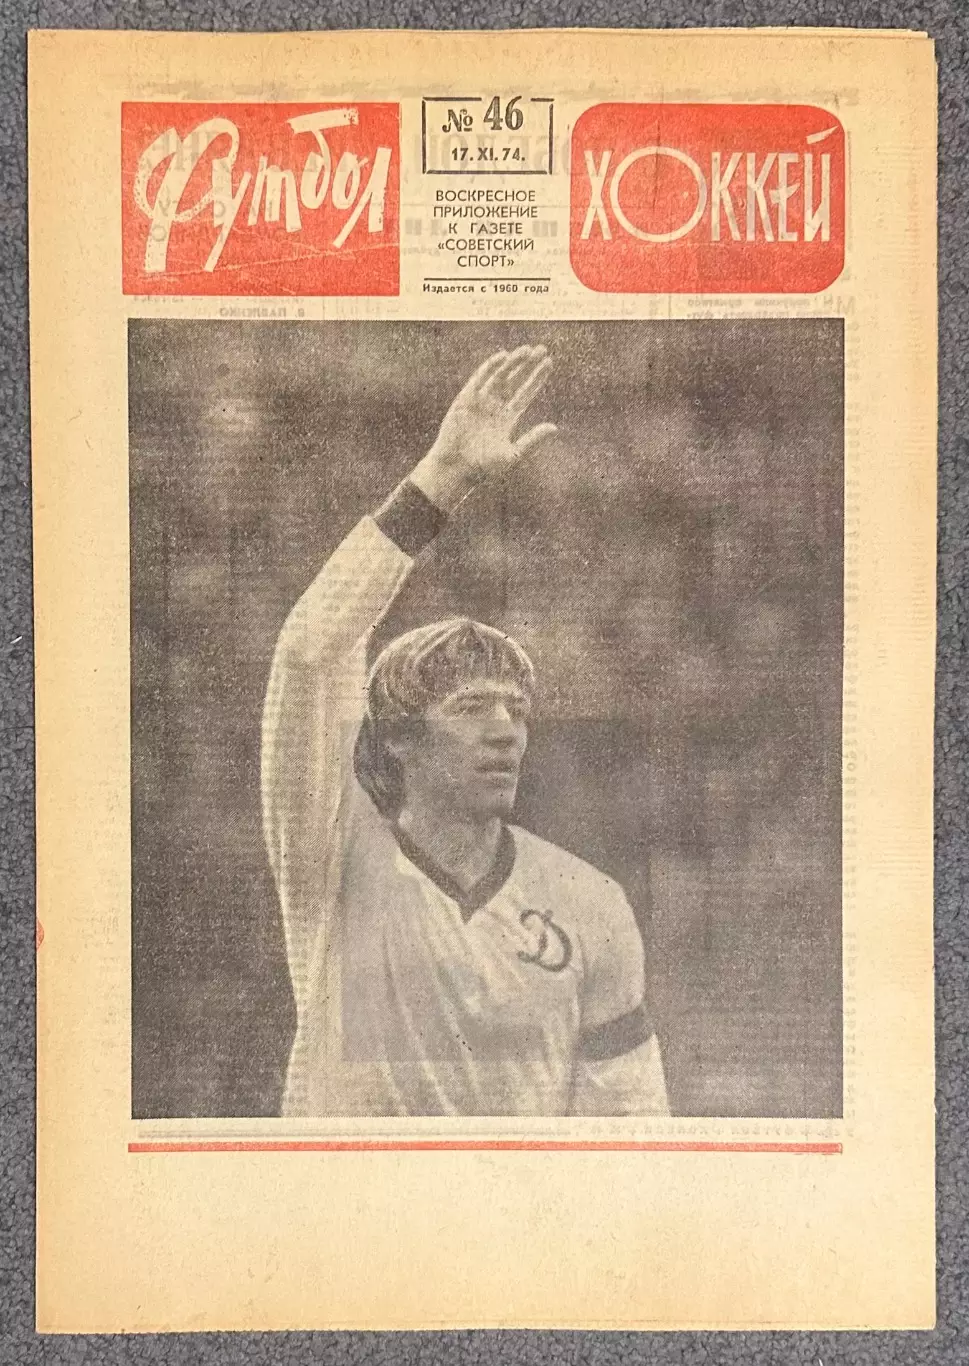 Футбол
№ 46
17. XI. 74.
ВОСКРЕСНОЕ
ПРИЛОЖЕНИЕ
К ГАЗЕТЕ
«СОВЕТСКИЙ
СПОРТ»
Издается с 1960 года
ХОККЕЙ
Д